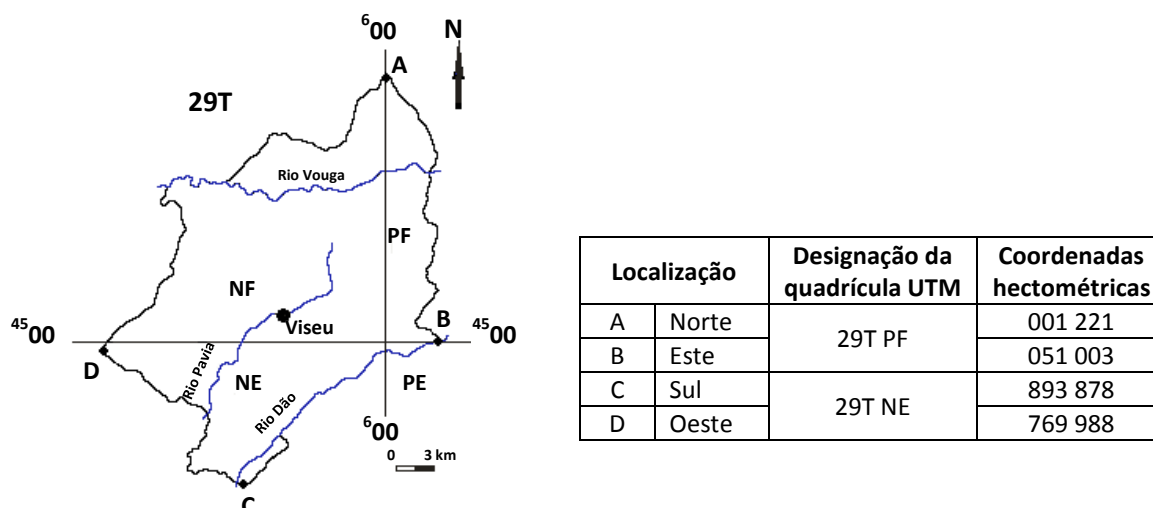 ⁶00
N
A
29T
Rio Vouga
PF
NF
B
Viseu
⁴⁵00
⁴⁵00
D
Rio Pavia
NE
PE
Rio Dão
⁶00
0 3 km
C
Localização Designação da quadrícula UTM Coordenadas hectométricas
A Norte 29T PF 001 221
B Este 051 003
C Sul 29T NE 893 878
D Oeste 769 988